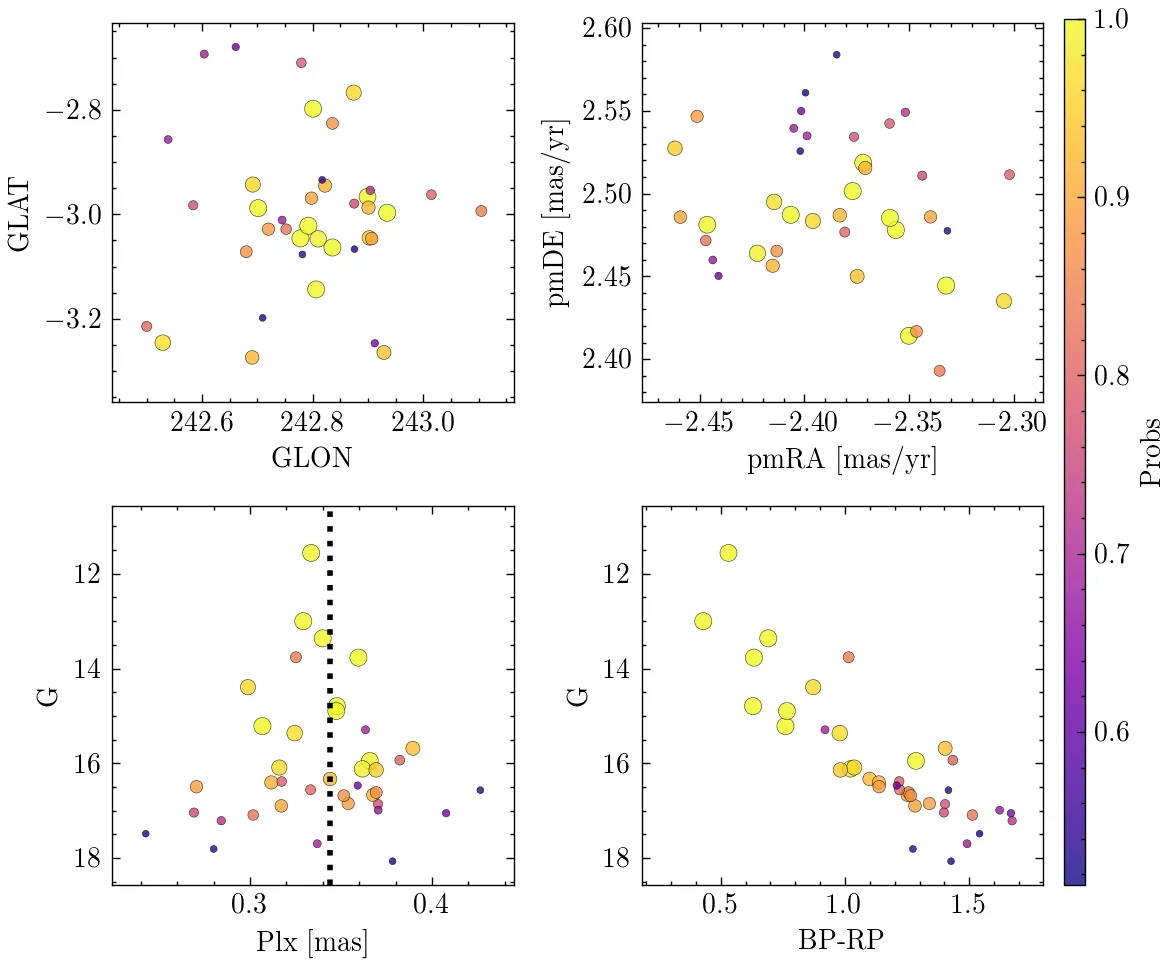 −2.8
−3.0
−3.2
GLAT
242.6 242.8 243.0
GLON
2.60
2.55
2.50
2.45
2.40
pmDE [mas/yr]
−2.45 −2.40 −2.35 −2.30
pmRA [mas/yr]
12
14
16
18
G
0.3 0.4
Plx [mas]
12
14
16
18
G
0.5 1.0 1.5
BP-RP
1.0
0.9
0.8
0.7
0.6
Probs